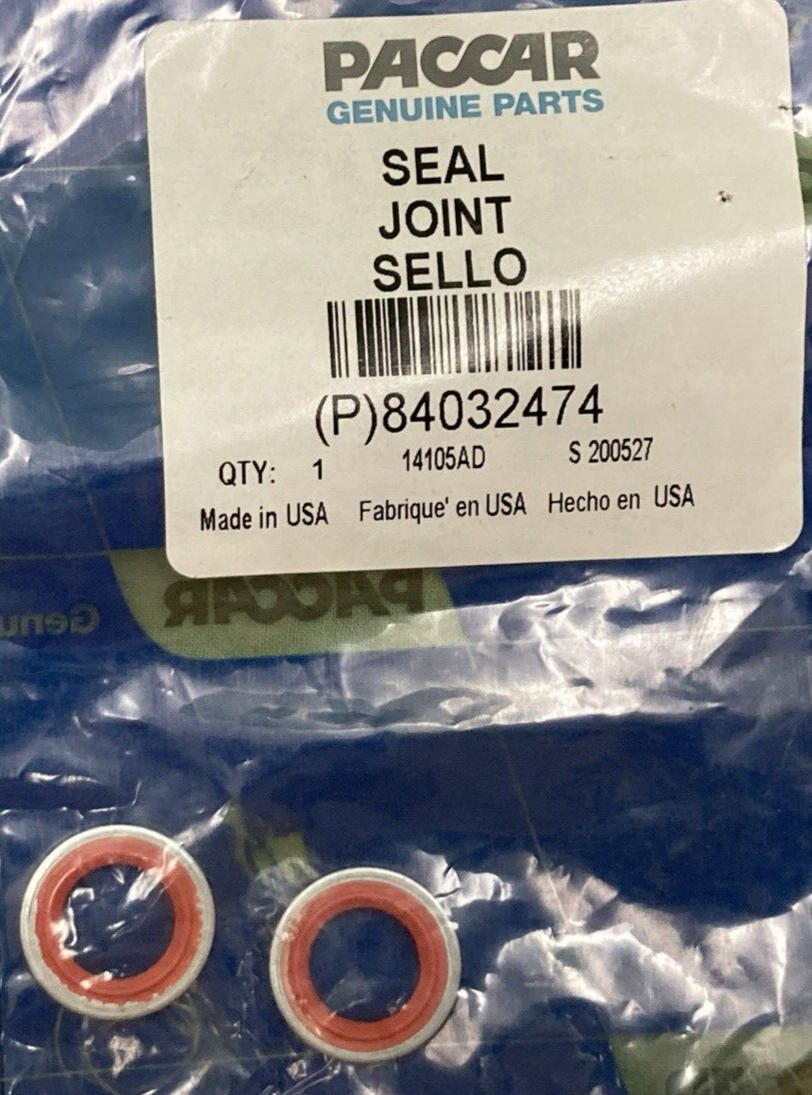 PACCAR
GENUINE PARTS
SEAL
JOINT
SELLO
(P)84032474
QTY: 1 14105AD S 200527
Made in USA Fabrique' en USA Hecho en USA
PACCAR
Genu